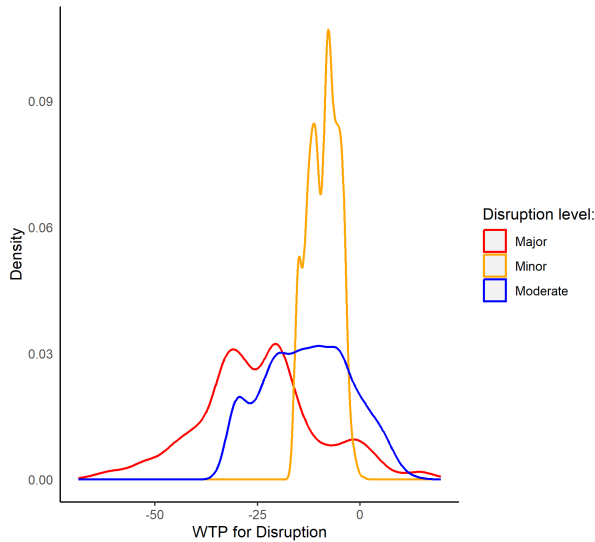 0.09
0.06
0.03
0.00
Density
-50
-25
0
WTP for Disruption
Disruption level:
Major
Minor
Moderate